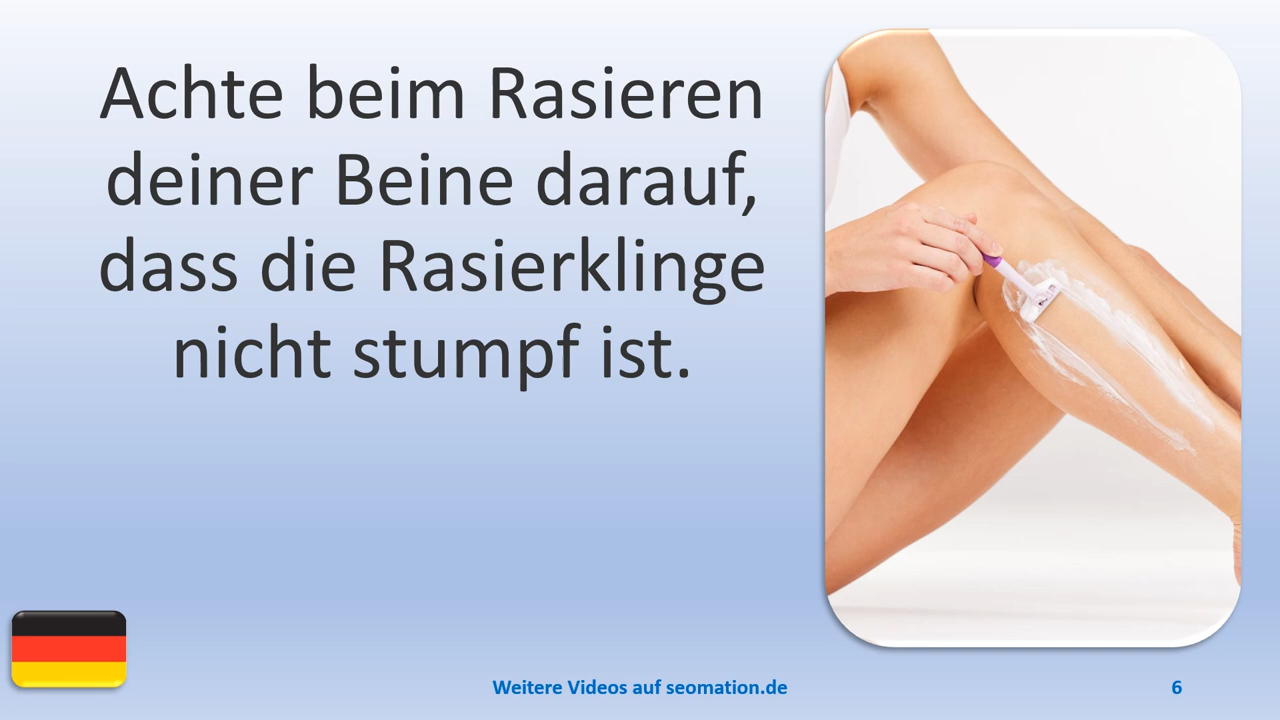 Achte beim Rasieren
deiner Beine darauf,
dass die Rasierklinge
nicht stumpf ist.
Weitere Videos auf seomation.de
6